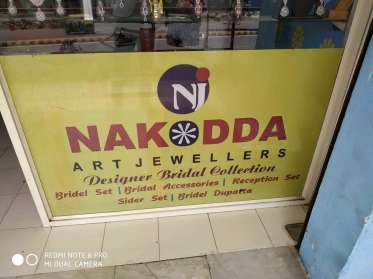 NJ
NAKODDA
ART JEWELLERS
Designer Bridal Collection
Bridel Set | Bridal Accessories | Reception Set
Sider Set | Bridel Dupatta
REDMI NOTE 6 PRO
MI DUAL CAMERA